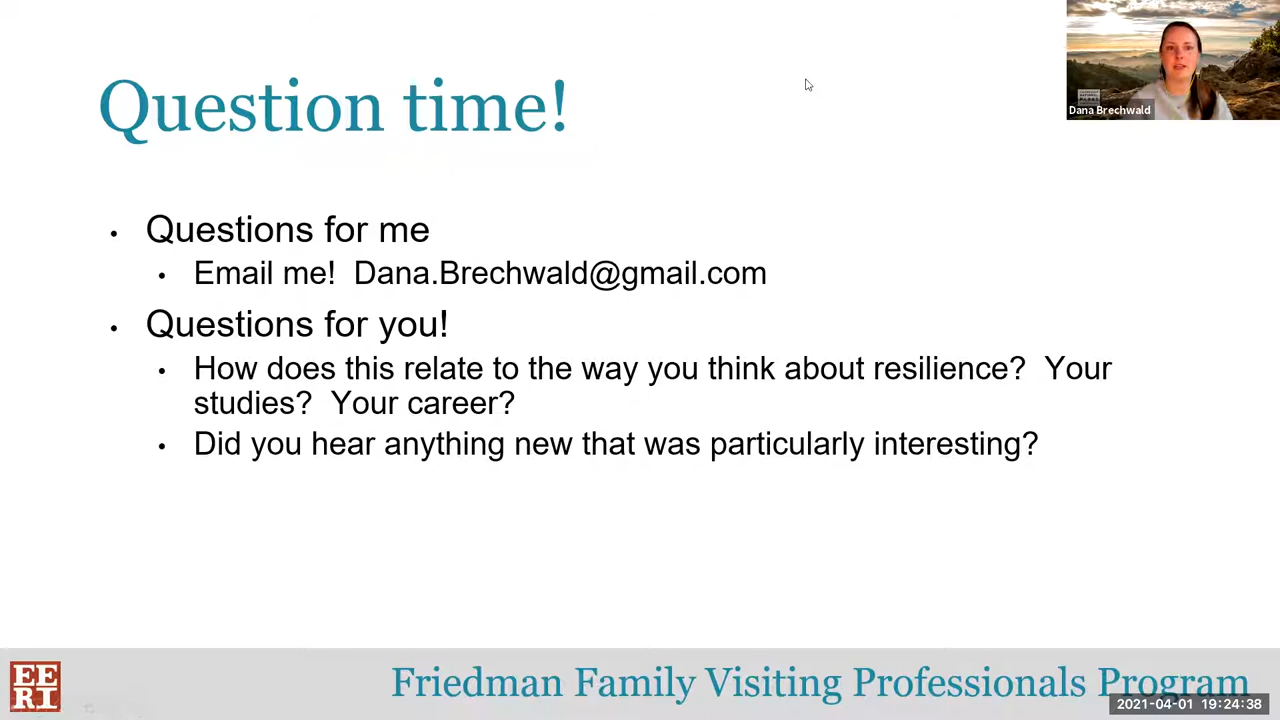 Question time!
Dana Brechwald
• Questions for me
• Email me!  Dana.Brechwald@gmail.com
• Questions for you!
• How does this relate to the way you think about resilience?  Your
studies?  Your career?
• Did you hear anything new that was particularly interesting?
EE
RI
Friedman Family Visiting Professionals Program
2021-04-01  19:24:38